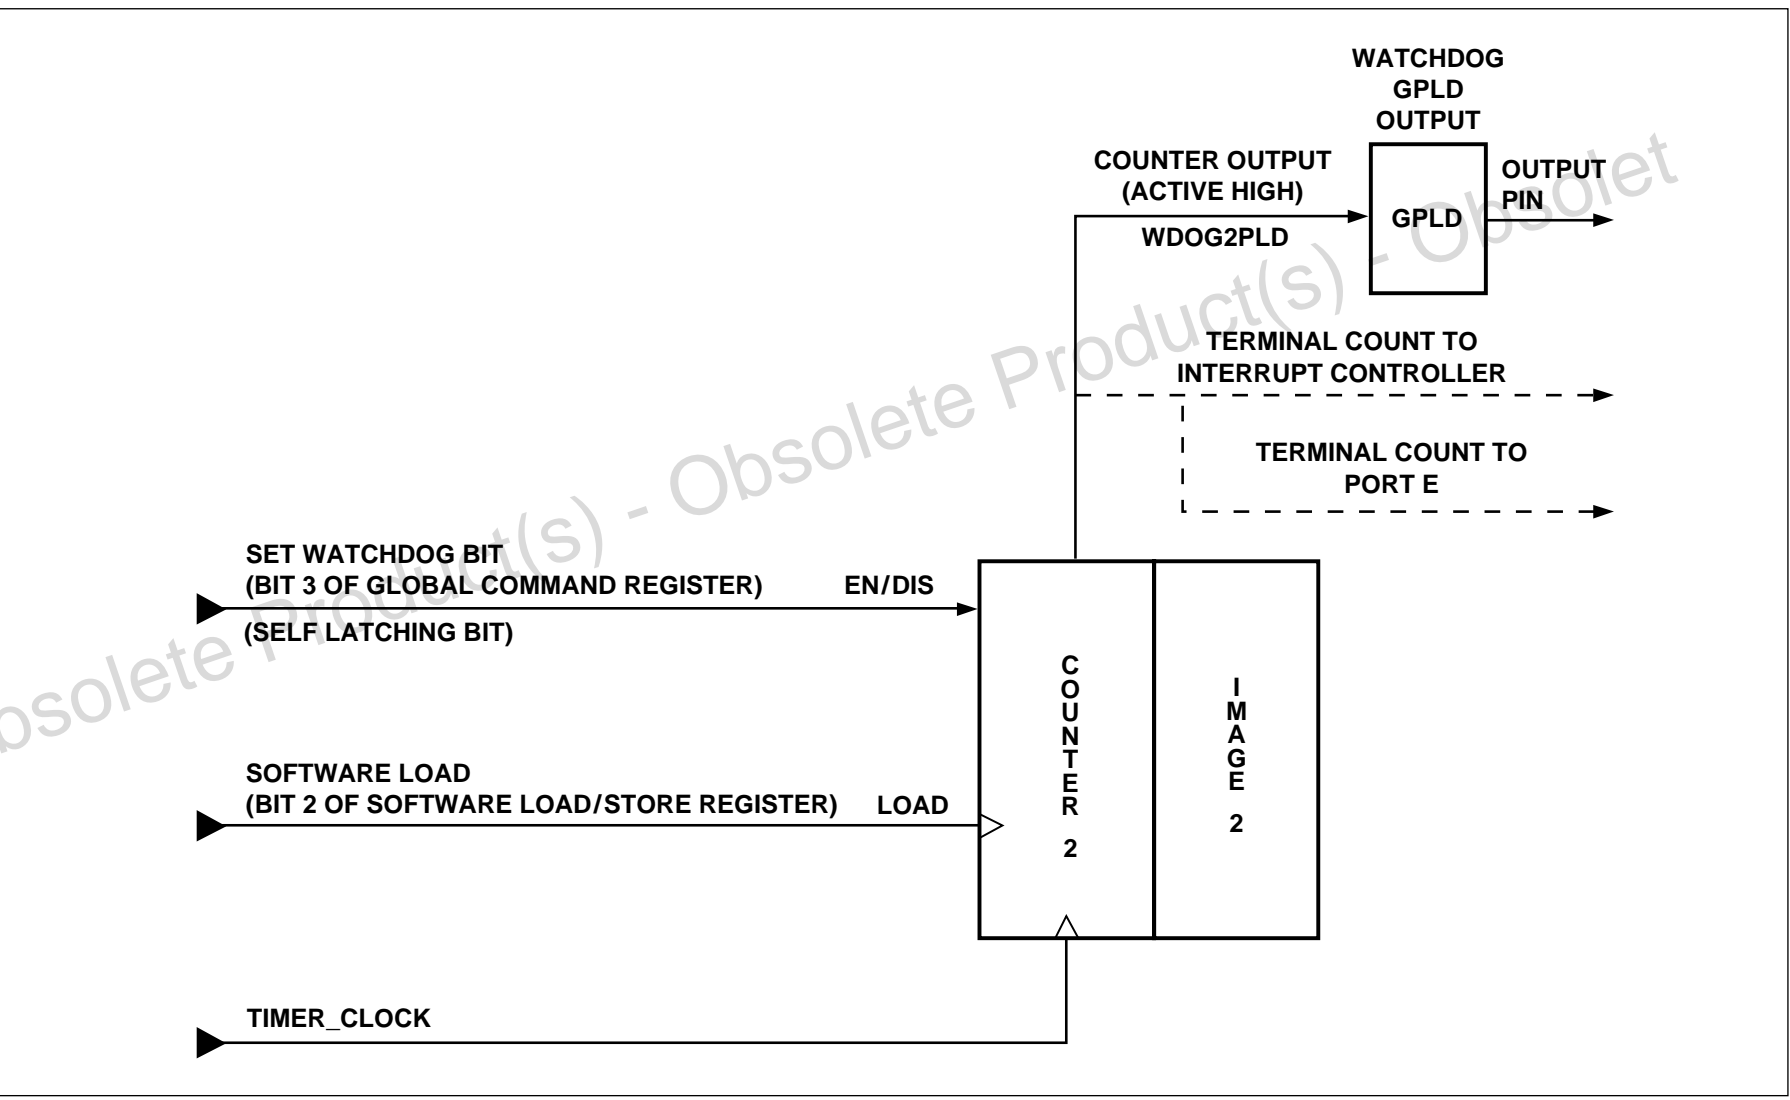 WATCHDOG
GPLD
OUTPUT
COUNTER OUTPUT
(ACTIVE HIGH)
WDOG2PLD
GPLD
OUTPUT
PIN
TERMINAL COUNT TO
INTERRUPT CONTROLLER
TERMINAL COUNT TO
PORT E
SET WATCHDOG BIT
(BIT 3 OF GLOBAL COMMAND REGISTER)
EN/DIS
(SELF LATCHING BIT)
SOFTWARE LOAD
(BIT 2 OF SOFTWARE LOAD/STORE REGISTER)
LOAD
COUNTER 2
IMAGE 2
TIMER_CLOCK
bsolete Product(s) - Obsolete Product(s) - Obsolet